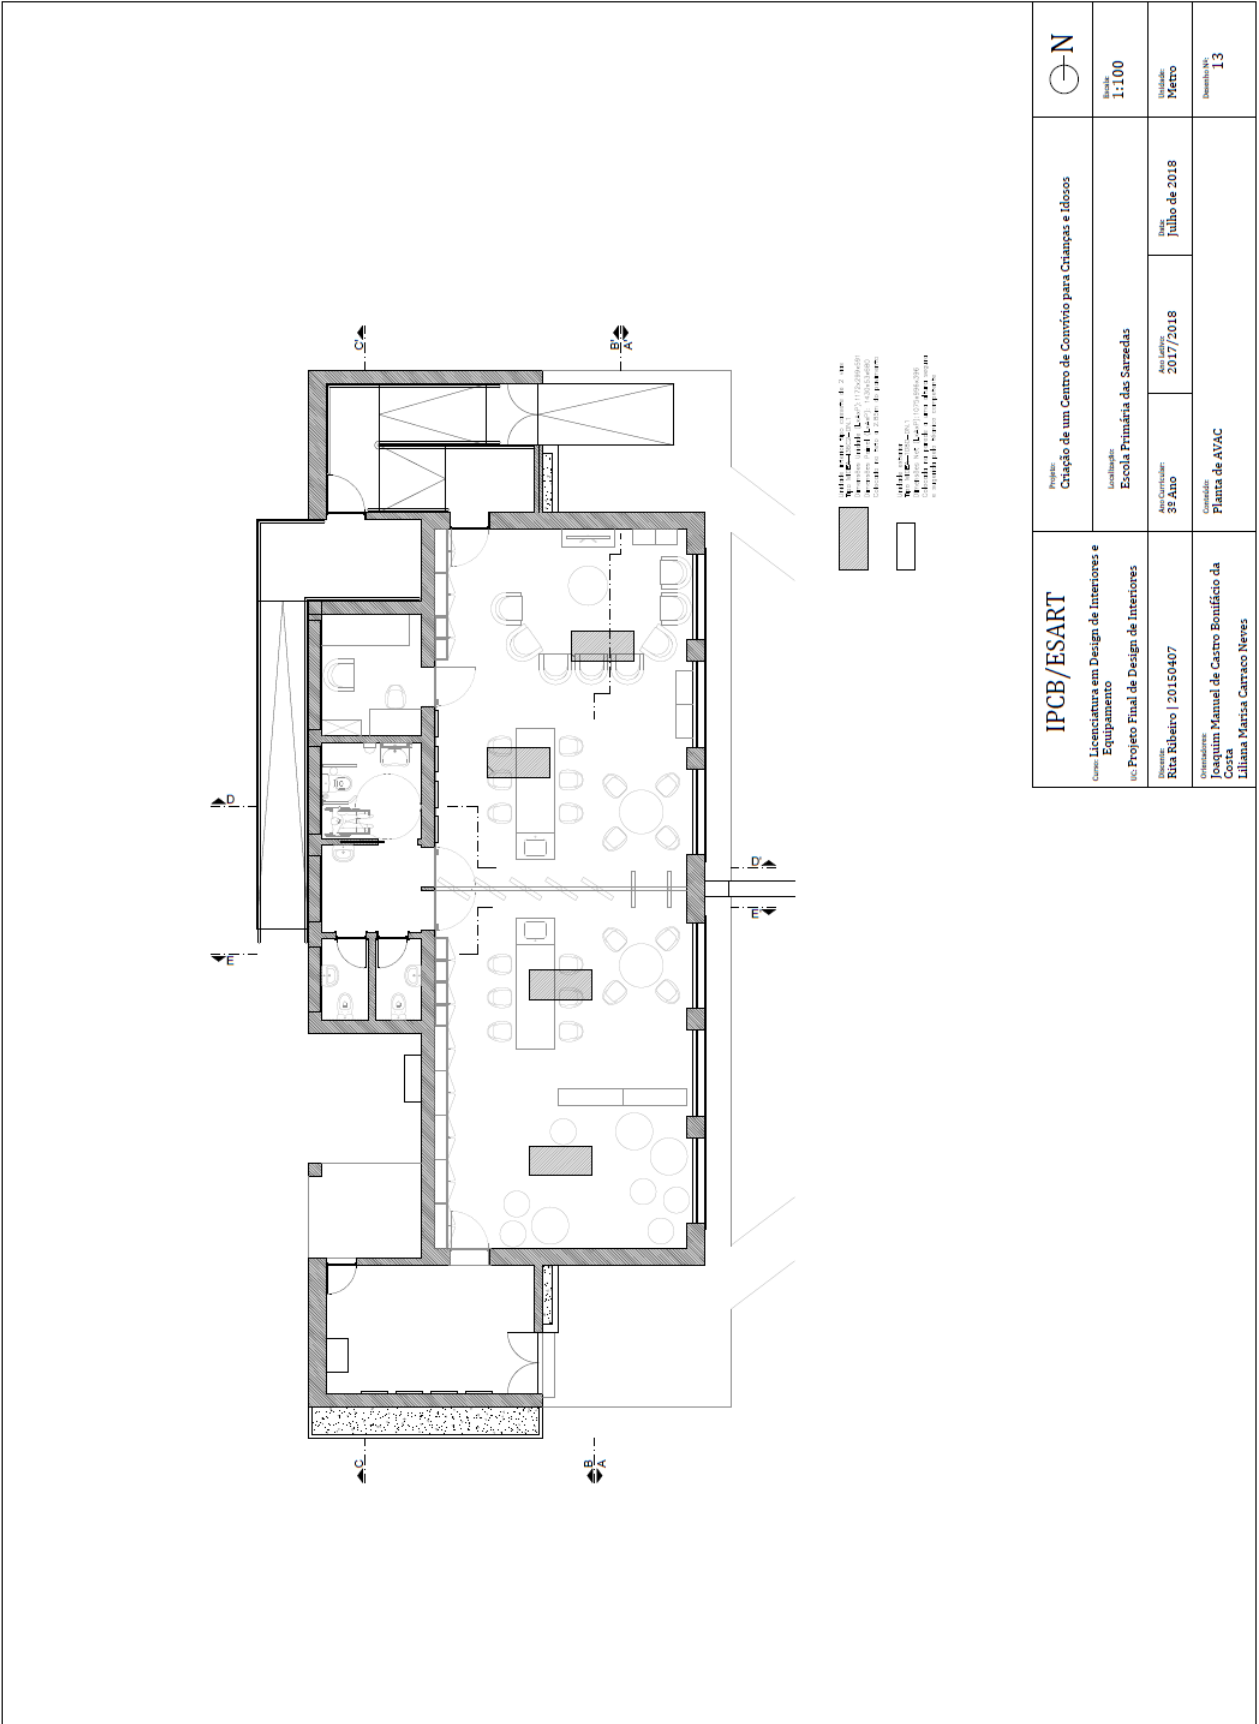 C'
B'
A'
D
E
D'
E'
C
B
A
IPCB/ESART
Curso: Licenciatura em Design de Interiores e
Equipamento
UC: Projeto Final de Design de Interiores
Discente:
Rita Ribeiro | 20150407
Orientadores:
Joaquim Manuel de Castro Bonifácio da
Costa
Liliana Marisa Carraco Neves
Projeto:
Criação de um Centro de Convívio para Crianças e Idosos
Localização:
Escola Primária das Sarzedas
Ano Curricular:
3º Ano
Ano Letivo:
2017/2018
Data:
Julho de 2018
Conteúdo:
Planta de AVAC
N
Escala:
1:100
Unidade:
Metro
Desenho Nº:
13